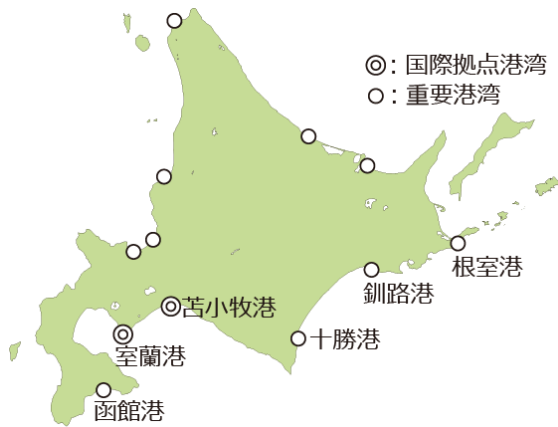 ◎：国際拠点港湾
○：重要港湾
根室港
釧路港
苫小牧港
十勝港
室蘭港
函館港